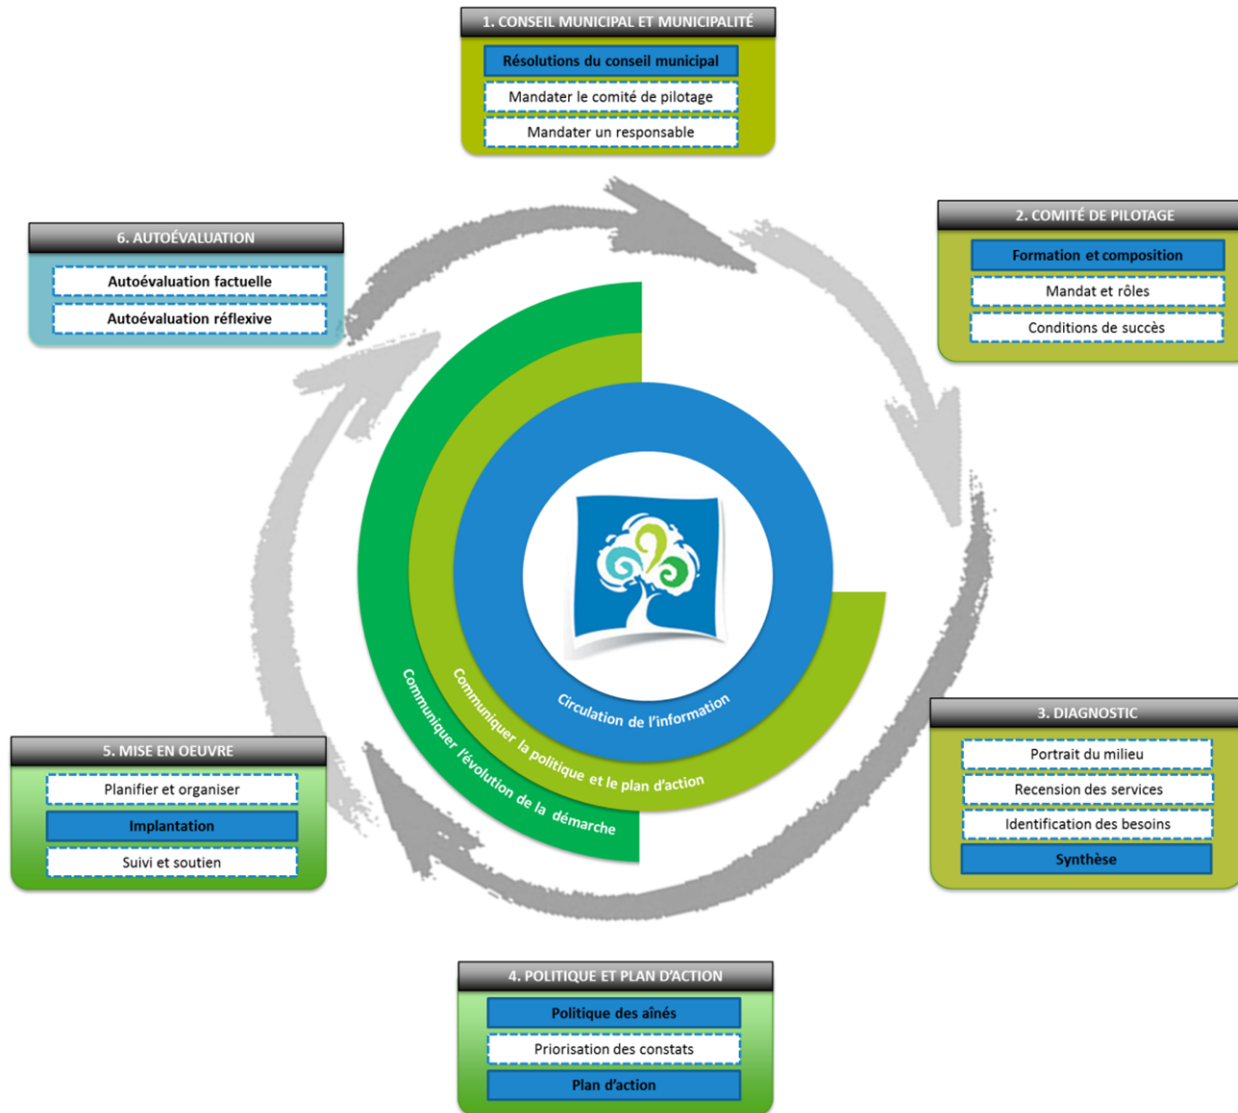 1. CONSEIL MUNICIPAL ET MUNICIPALITÉ
Résolutions du conseil municipal
Mandater le comité de pilotage
Mandater un responsable
2. COMITÉ DE PILOTAGE
Formation et composition
Mandat et rôles
Conditions de succès
3. DIAGNOSTIC
Portrait du milieu
Recension des services
Identification des besoins
Synthèse
4. POLITIQUE ET PLAN D'ACTION
Politique des aînés
Priorisation des constats
Plan d'action
5. MISE EN OEUVRE
Planifier et organiser
Implantation
Suivi et soutien
6. AUTOÉVALUATION
Autoévaluation factuelle
Autoévaluation réflexive
Circulation de l'information
Communiquer la politique et le plan d'action
Communiquer l'évolution de la démarche